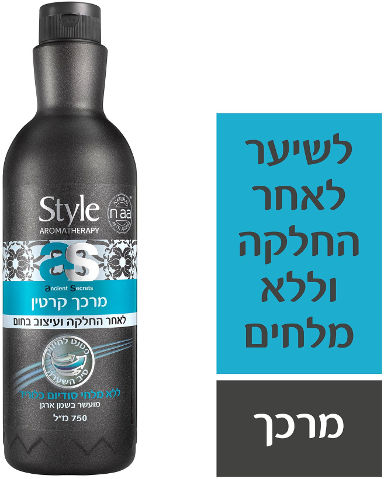 Style
AROMATHERAPY
naa
as
ancient Secrets
מרכך קרטין
לאחר החלקה ועיצוב בחום
ללא מלחי סודיום
מועשר בשמן ארגן
750 מ"ל
לשיער
לאחר
החלקה
וללא
מלחים
מרכך